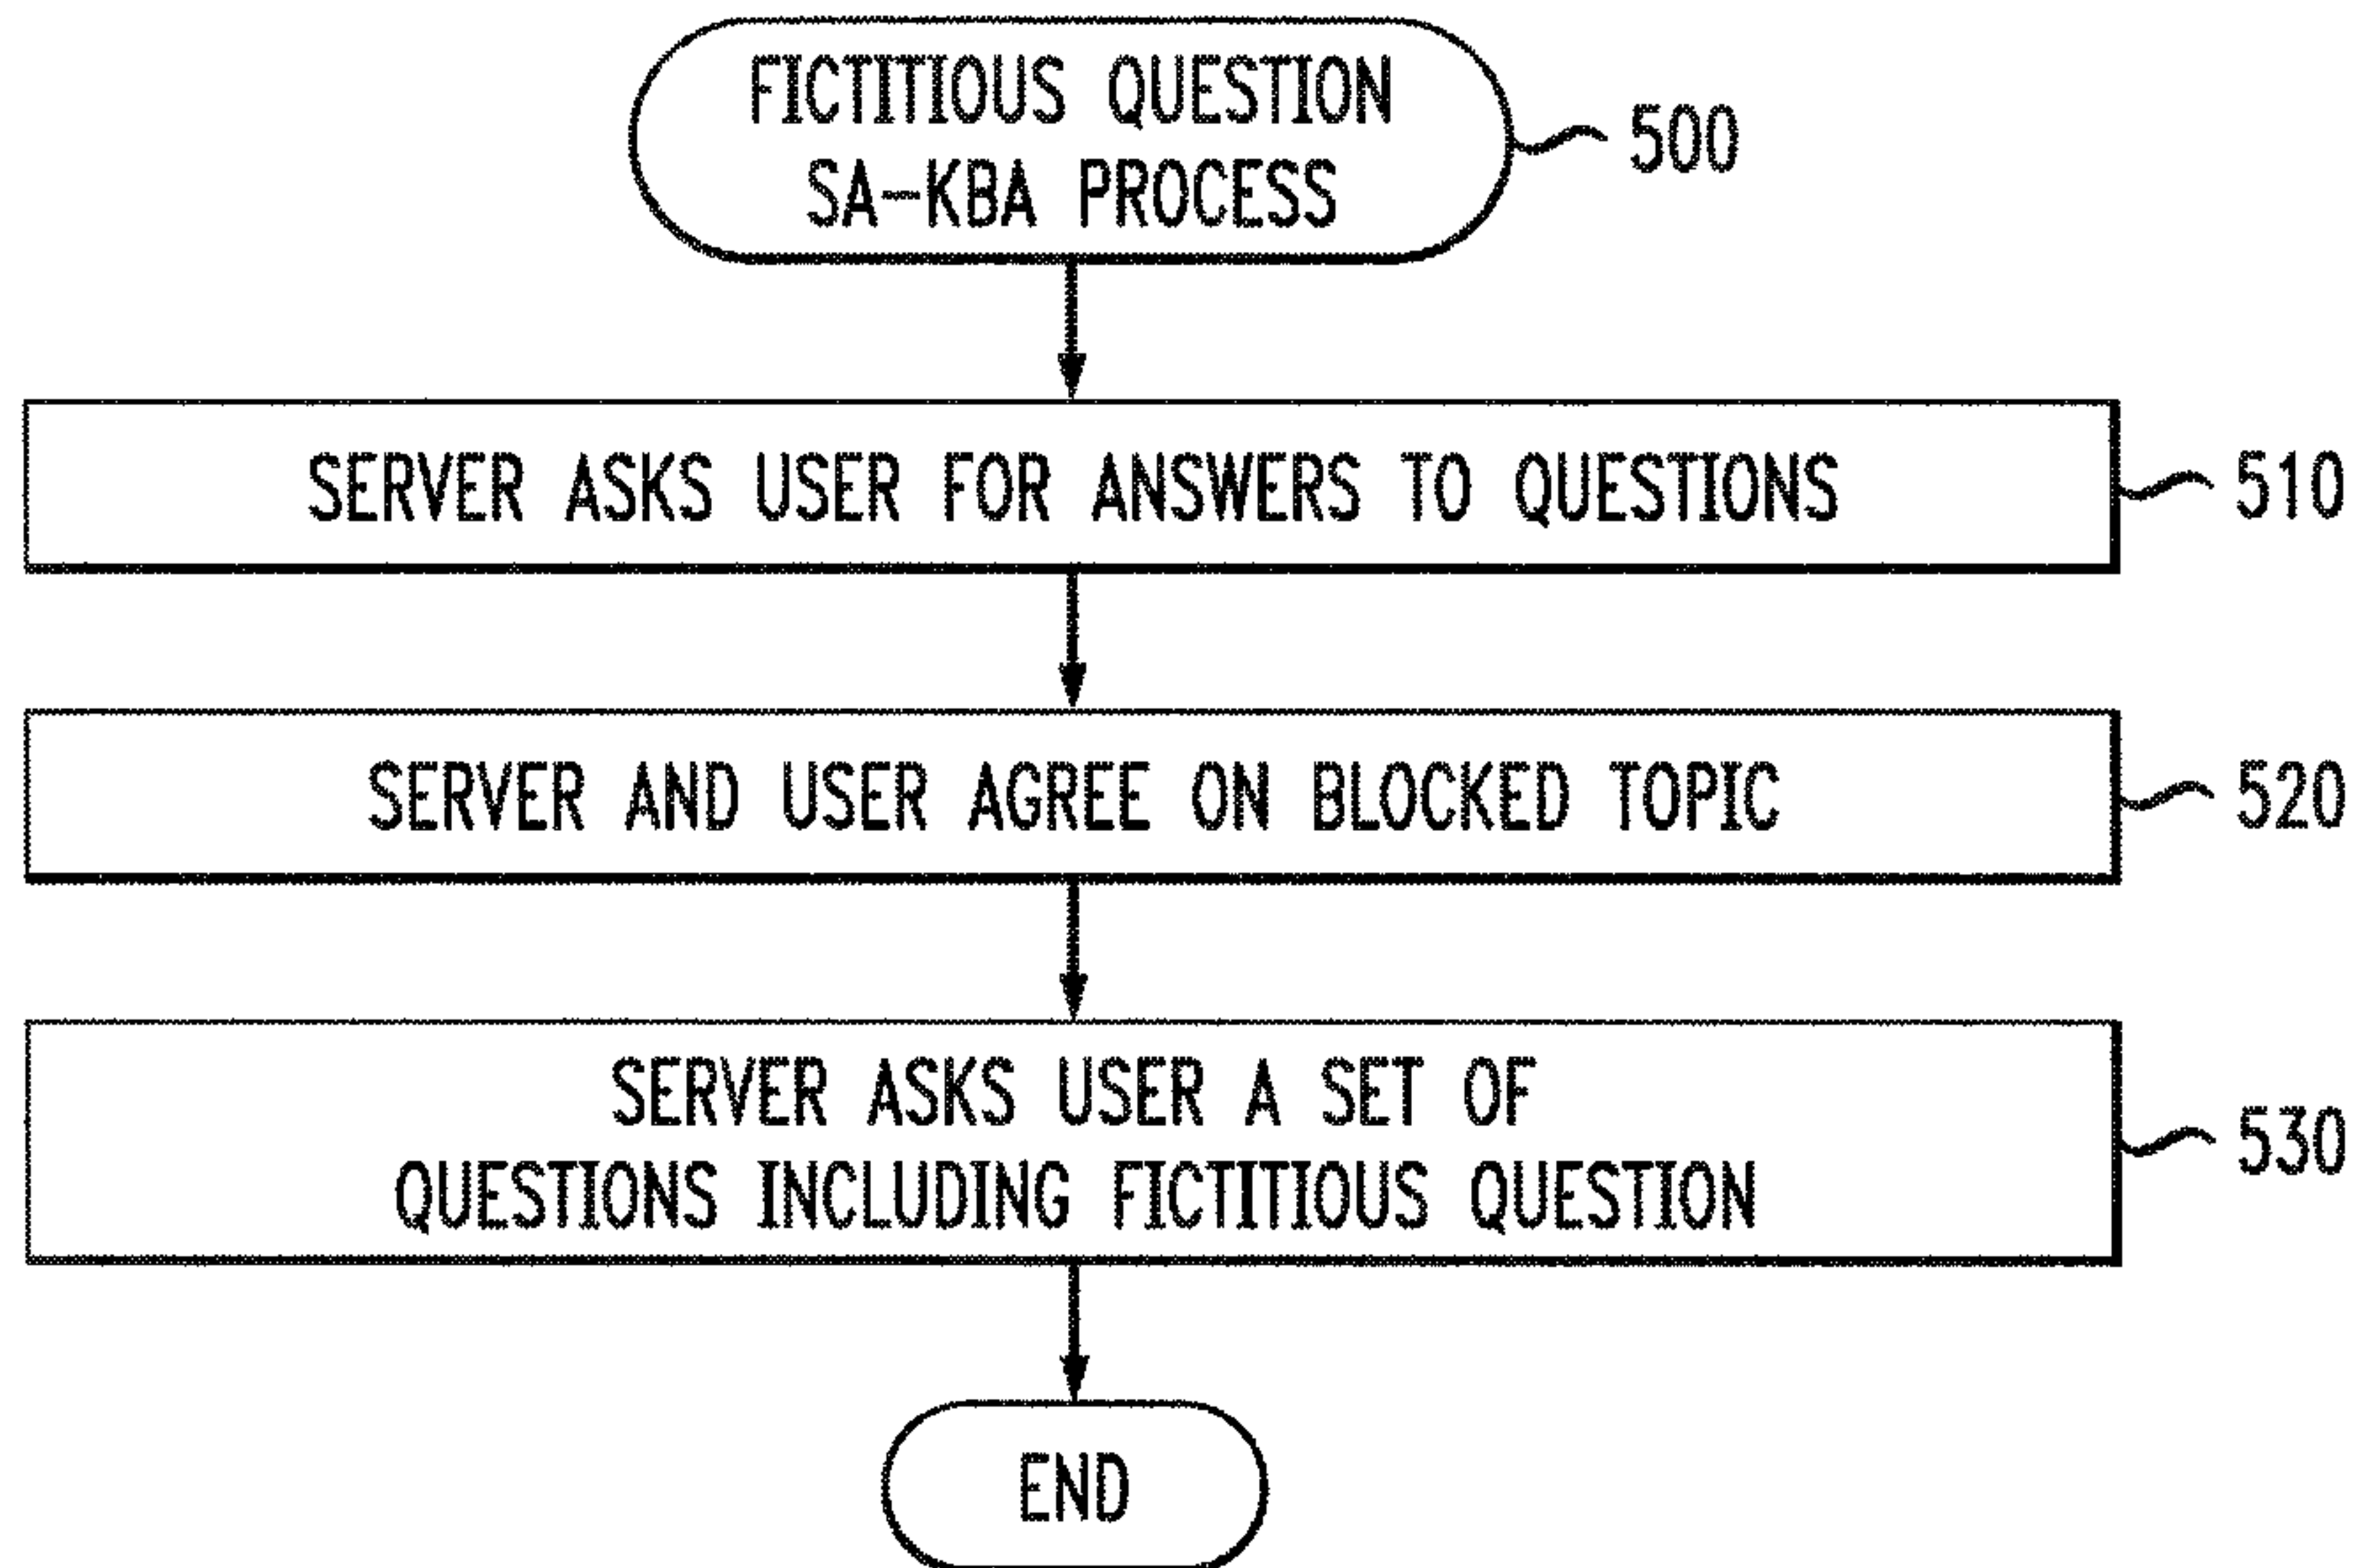 FICTITIOUS QUESTION
SA-KBA PROCESS
500
SERVER ASKS USER FOR ANSWERS TO QUESTIONS
510
SERVER AND USER AGREE ON BLOCKED TOPIC
520
SERVER ASKS USER A SET OF
QUESTIONS INCLUDING FICTITIOUS QUESTION
530
END